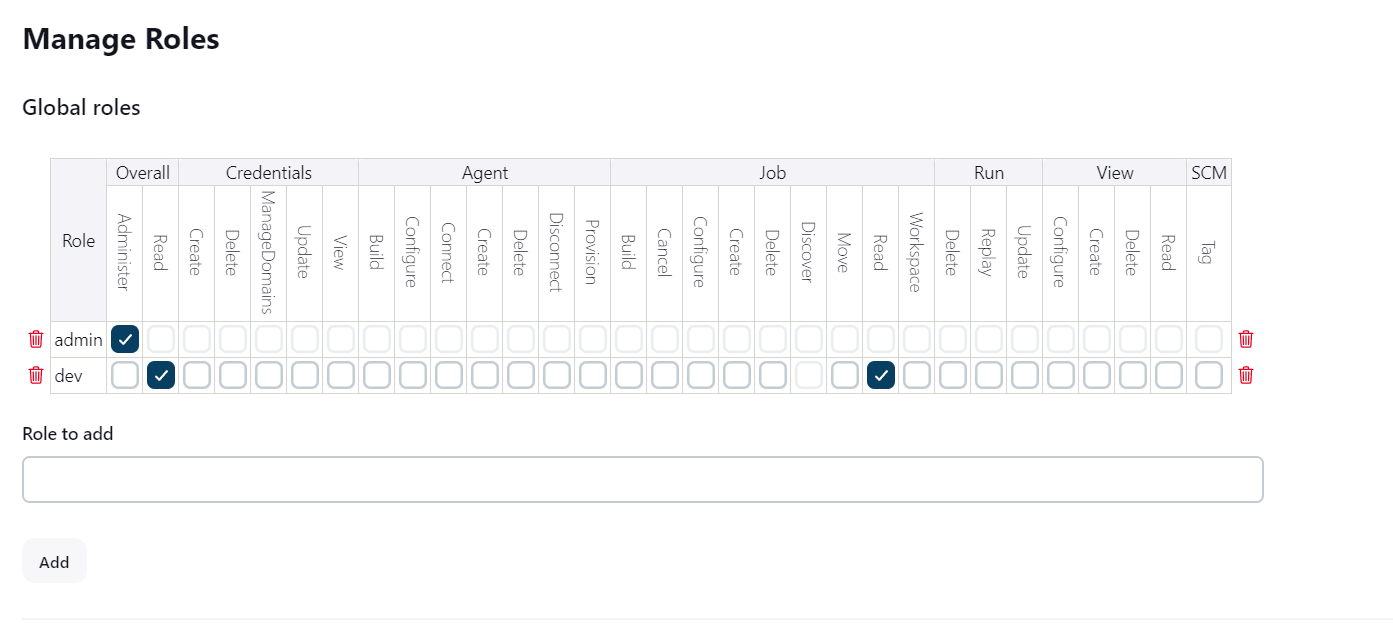 Manage Roles
Global roles
Role
Overall Credentials Agent Job Run View SCM
Administer Read Create Delete ManageDomains Update View Build Configure Connect Create Delete Disconnect Provision Build Cancel Configure Create Delete Discover Move Read Workspace Delete Replay Update Configure Create Delete Read Tag
admin
dev
Role to add
Add